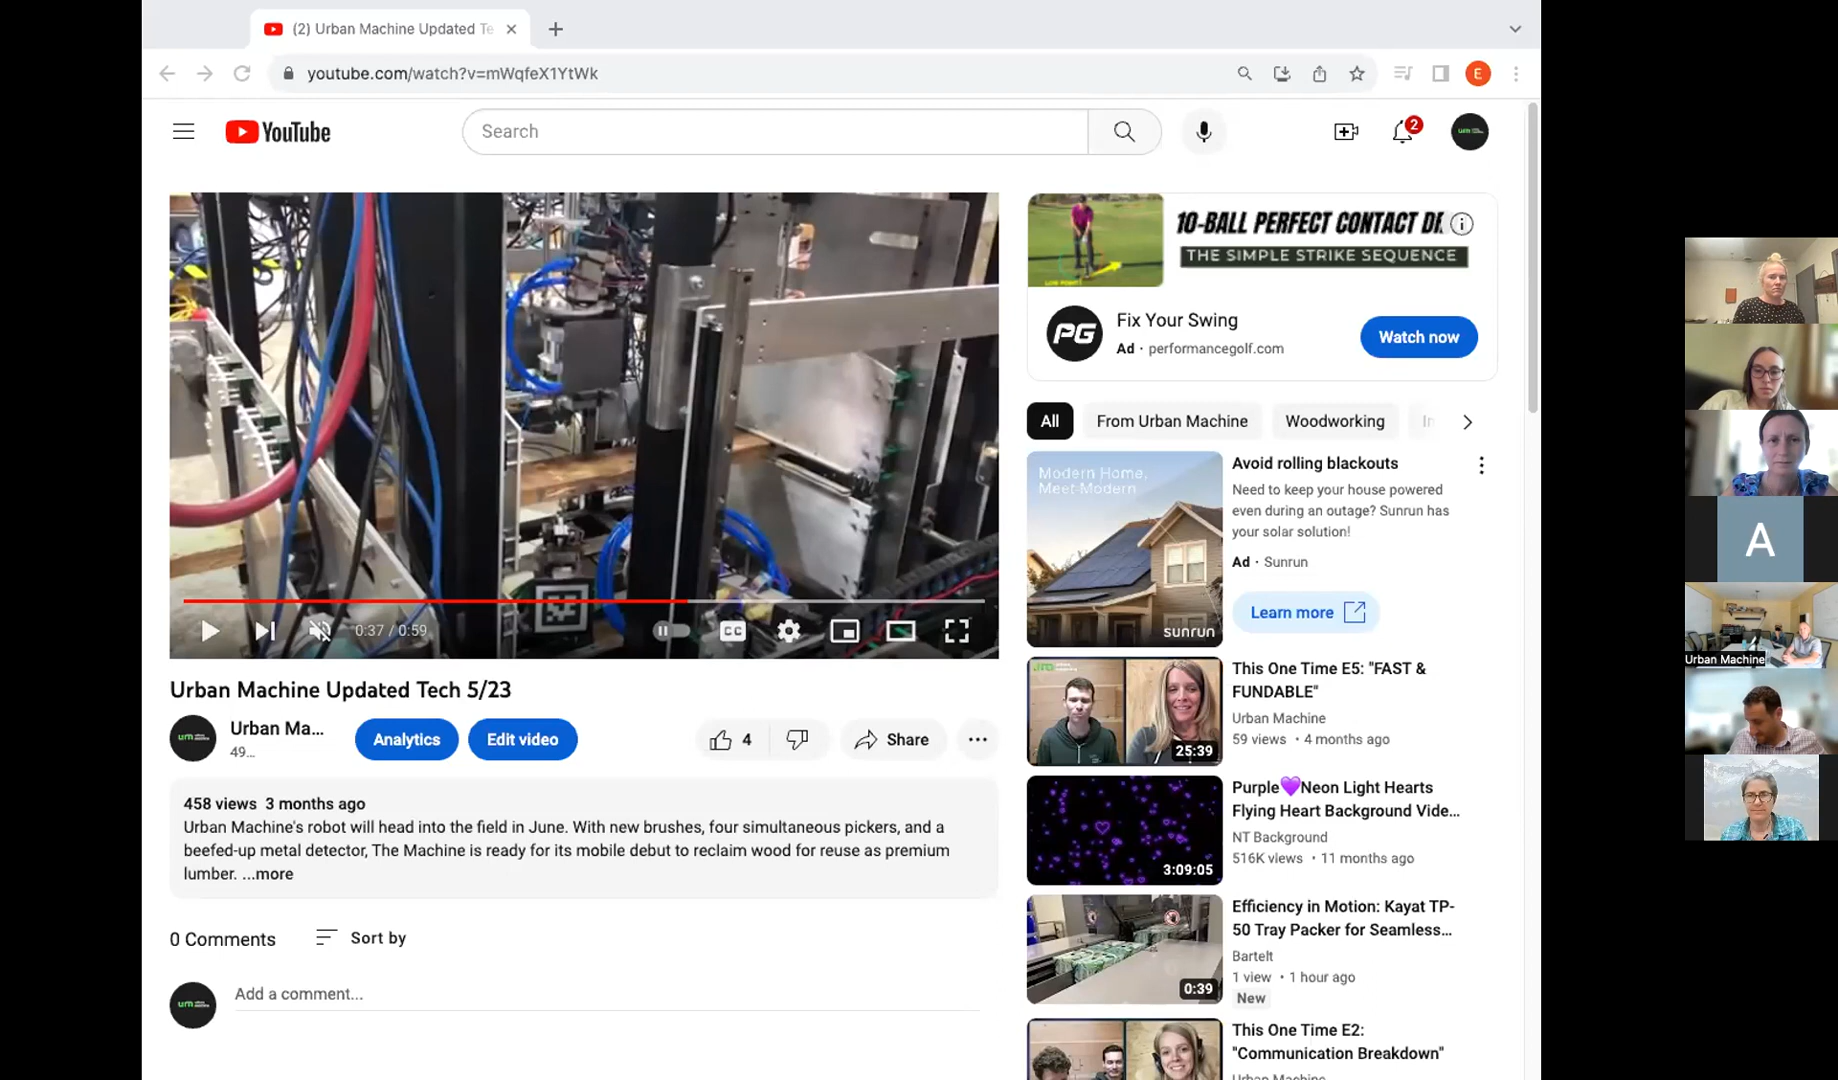 (2) Urban Machine Updated Te
youtube.com/watch?v=mWqfeX1YtWk
E
YouTube
Search
2
um
0:37 / 0:59
CC
10-BALL PERFECT CONTACT
THE SIMPLE STRIKE SEQUENCE
LOW POINT
PG
Fix Your Swing
Ad · performancegolf.com
Watch now
All
From Urban Machine
Woodworking
Modern Home,
Meet Modern
sunrun
Avoid rolling blackouts
Need to keep your house powered
even during an outage? Sunrun has
your solar solution!
Ad · Sunrun
Learn more
Urban Machine Updated Tech 5/23
um
Urban Ma...
49...
Analytics
Edit video
4
Share
458 views 3 months ago
Urban Machine's robot will head into the field in June. With new brushes, four simultaneous pickers, and a
beefed-up metal detector, The Machine is ready for its mobile debut to reclaim wood for reuse as premium
lumber. ...more
0 Comments
Sort by
um
Add a comment...
25:39
This One Time E5: "FAST &
FUNDABLE"
Urban Machine
59 views • 4 months ago
3:09:05
Purple💜Neon Light Hearts
Flying Heart Background Vide...
NT Background
516K views • 11 months ago
0:39
Efficiency in Motion: Kayat TP-
50 Tray Packer for Seamless...
Bartelt
1 view • 1 hour ago
New
This One Time E2:
"Communication Breakdown"
Urban Machine
A
Urban Machine